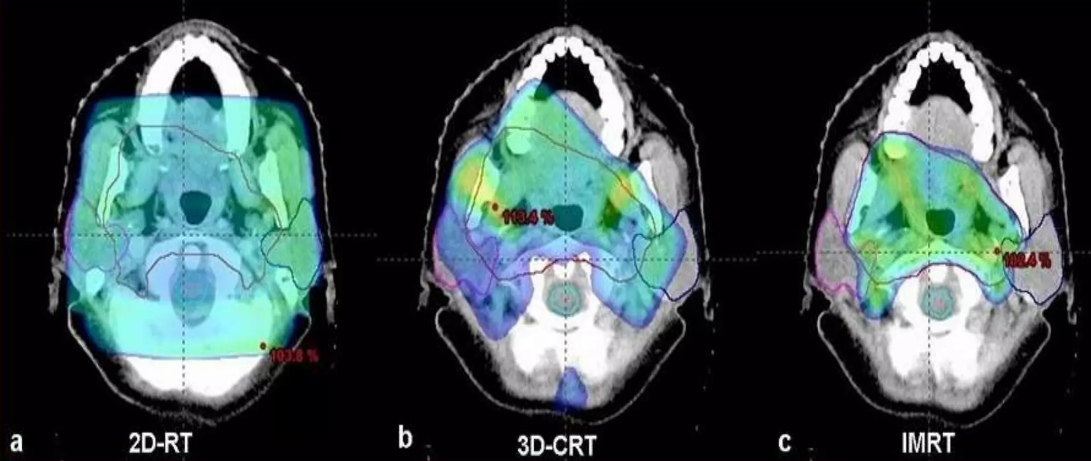 113.4 %
103.8 %
a
2D-RT
b
3D-CRT
c
IMRT